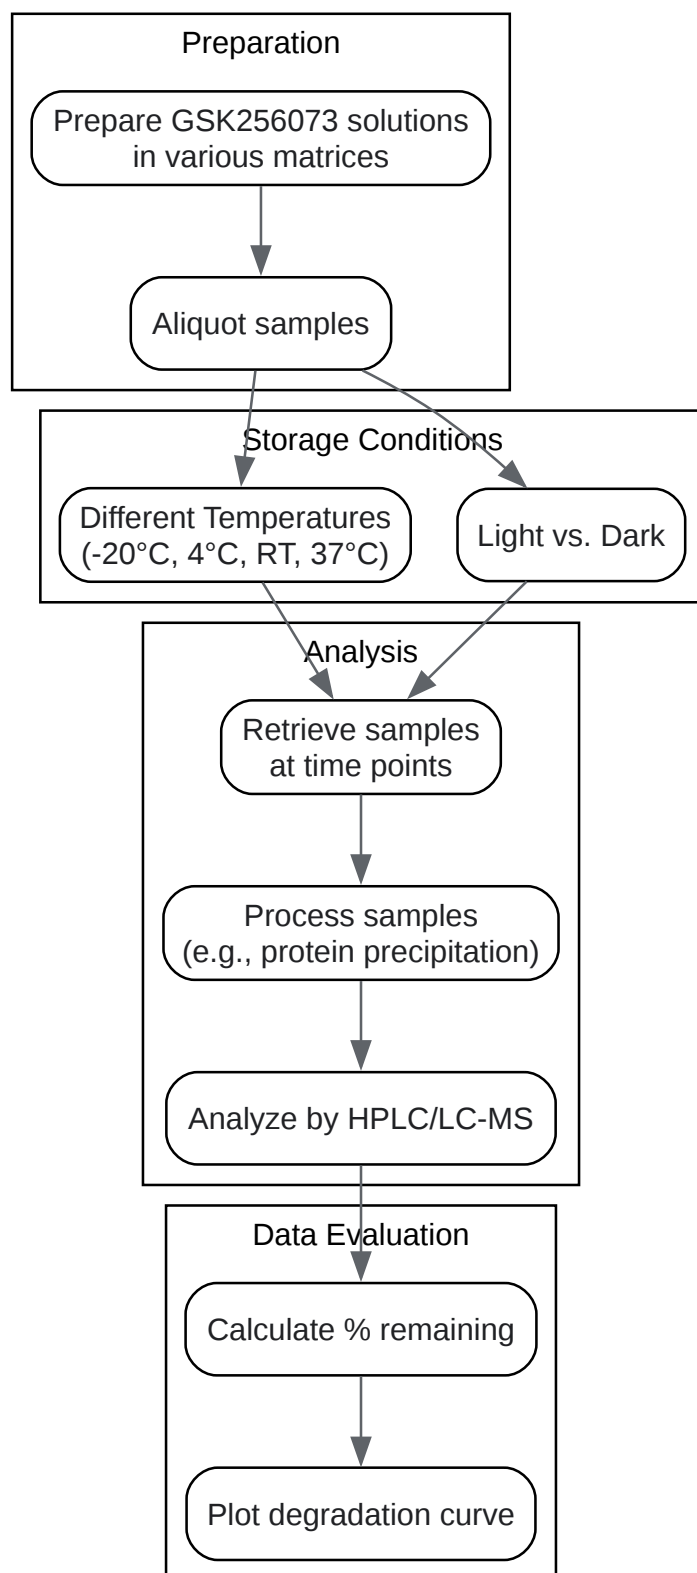 Preparation
Prepare GSK256073 solutions
in various matrices
Aliquot samples
Storage Conditions
Different Temperatures
(-20°C, 4°C, RT, 37°C)
Light vs. Dark
Analysis
Retrieve samples
at time points
Process samples
(e.g., protein precipitation)
Analyze by HPLC/LC-MS
Data Evaluation
Calculate % remaining
Plot degradation curve